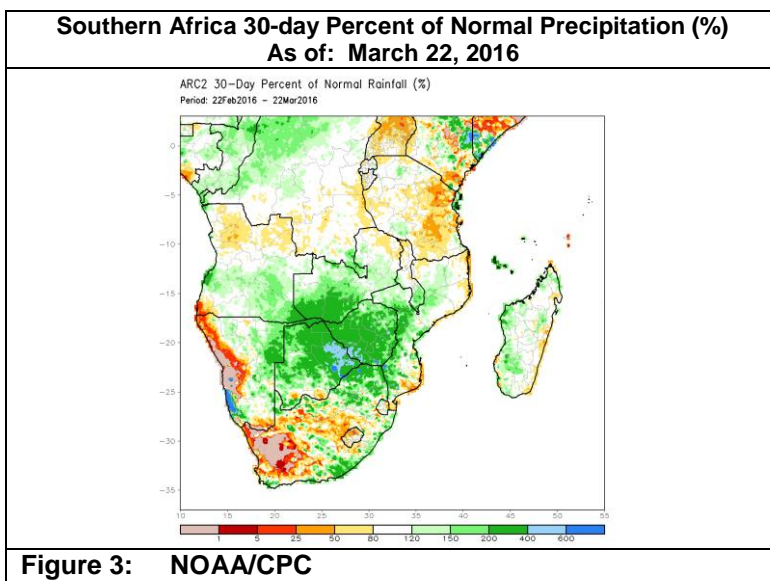 Southern Africa 30-day Percent of Normal Precipitation (%)
As of: March 22, 2016
ARC2 30-Day Percent of Normal Rainfall (%)
Period: 22Feb2016 - 22Mar2016
0
-5
-10
-15
-20
-25
-30
-35
10 15 20 25 30 35 40 45 50 55
1 5 25 50 80 120 150 200 400 600
Figure 3: NOAA/CPC